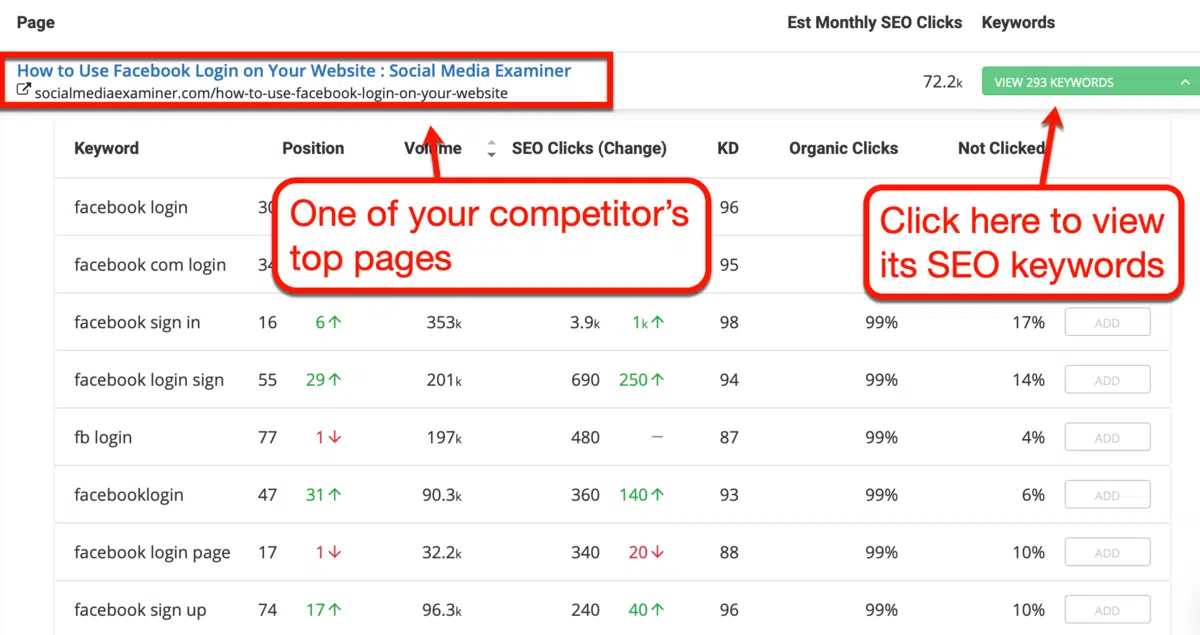 Page Est Monthly SEO Clicks Keywords
How to Use Facebook Login on Your Website : Social Media Examiner
socialmediaexaminer.com/how-to-use-facebook-login-on-your-website
72.2k VIEW 293 KEYWORDS
Keyword Position Volume SEO Clicks (Change) KD Organic Clicks Not Clicked
One of your competitor's
top pages
Click here to view
its SEO keywords
facebook login 96
facebook com login 95
facebook sign in 16 6↑ 353k 3.9k 1k↑ 98 99% 17% ADD
facebook login sign 55 29↑ 201k 690 250↑ 94 99% 14% ADD
fb login 77 1↓ 197k 480 – 87 99% 4% ADD
facebooklogin 47 31↑ 90.3k 360 140↑ 93 99% 6% ADD
facebook login page 17 1↓ 32.2k 340 20↓ 88 99% 10% ADD
facebook sign up 74 17↑ 96.3k 240 40↑ 96 99% 10% ADD